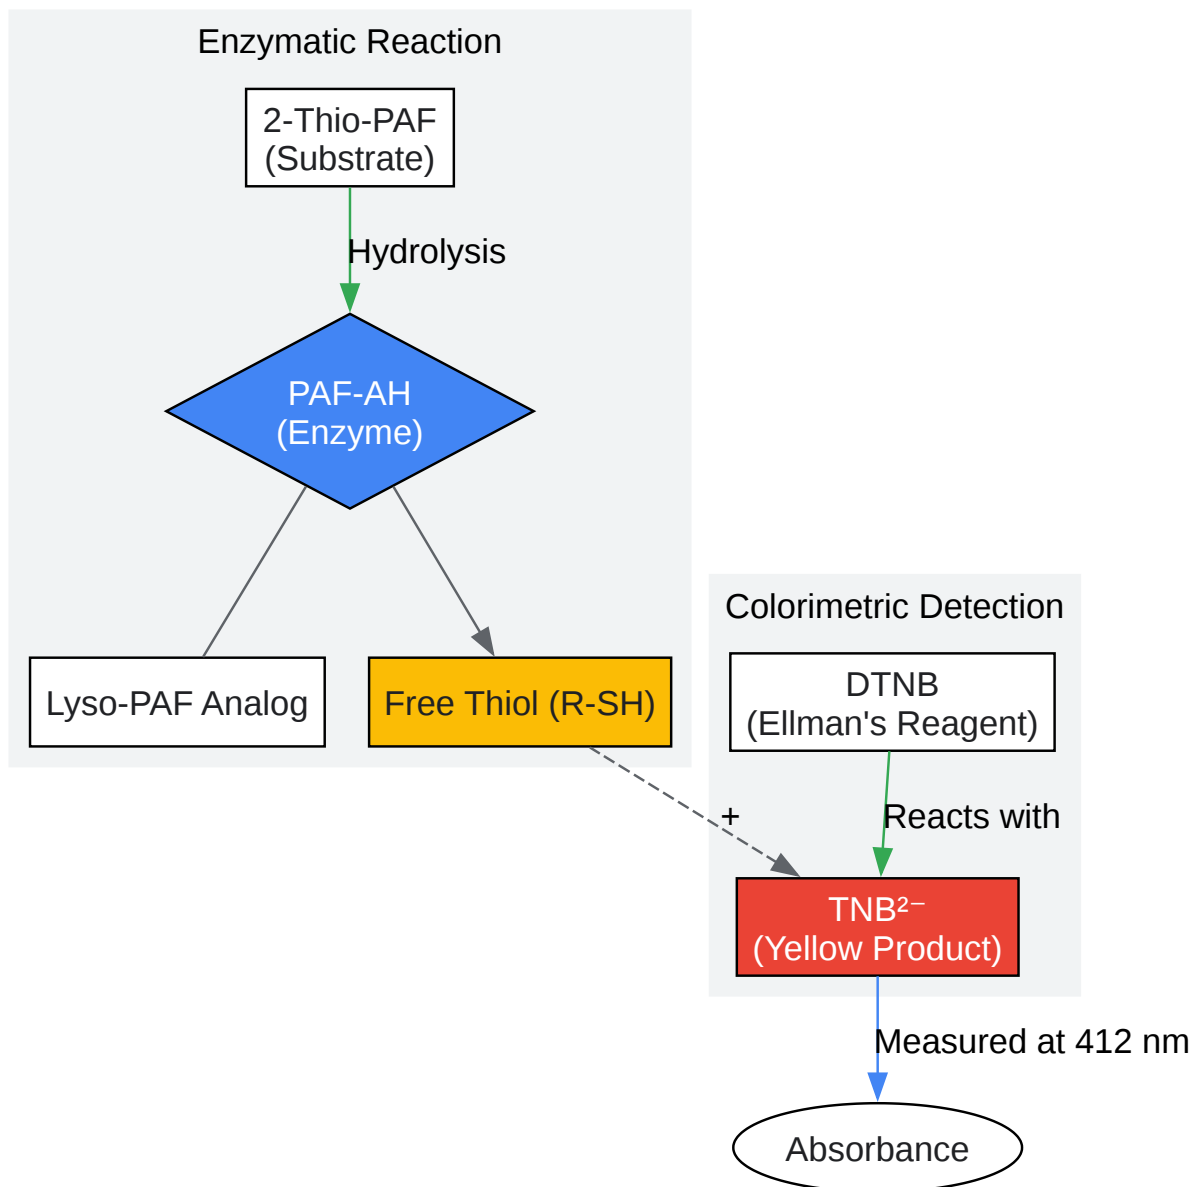 Enzymatic Reaction
2-Thio-PAF
(Substrate)
Hydrolysis
PAF-AH
(Enzyme)
Lyso-PAF Analog
Free Thiol (R-SH)
Colorimetric Detection
DTNB
(Ellman's Reagent)
+
Reacts with
TNB²⁻
(Yellow Product)
Measured at 412 nm
Absorbance